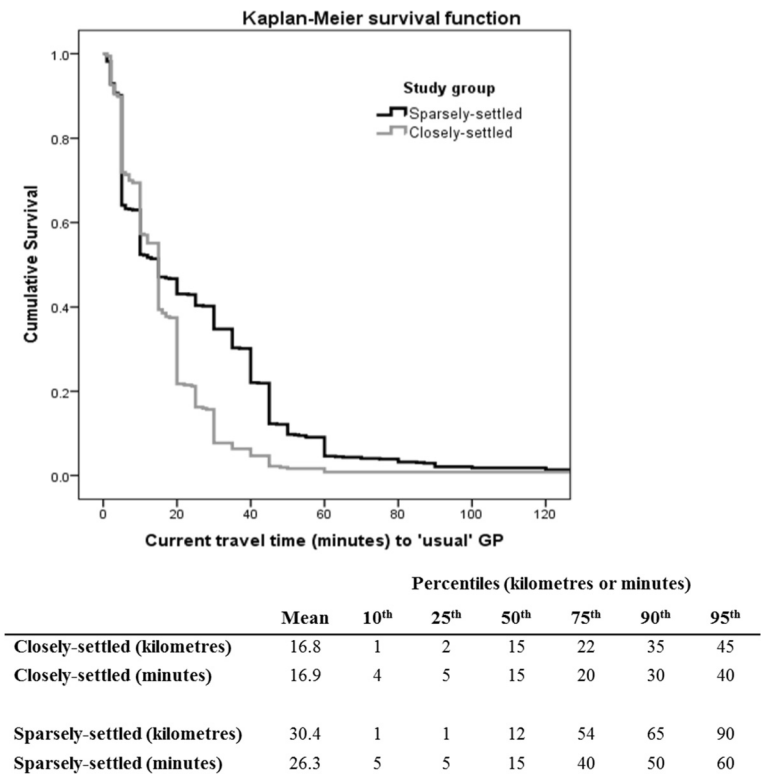 Kaplan-Meier survival function
Study group
Sparsely-settled
Closely-settled
Cumulative Survival
1.0
0.8
0.6
0.4
0.2
0.0
0 20 40 60 80 100 120
Current travel time (minutes) to 'usual' GP
Percentiles (kilometres or minutes)
Mean 10th 25th 50th 75th 90th 95th
Closely-settled (kilometres) 16.8 1 2 15 22 35 45
Closely-settled (minutes) 16.9 4 5 15 20 30 40
Sparsely-settled (kilometres) 30.4 1 1 12 54 65 90
Sparsely-settled (minutes) 26.3 5 5 15 40 50 60